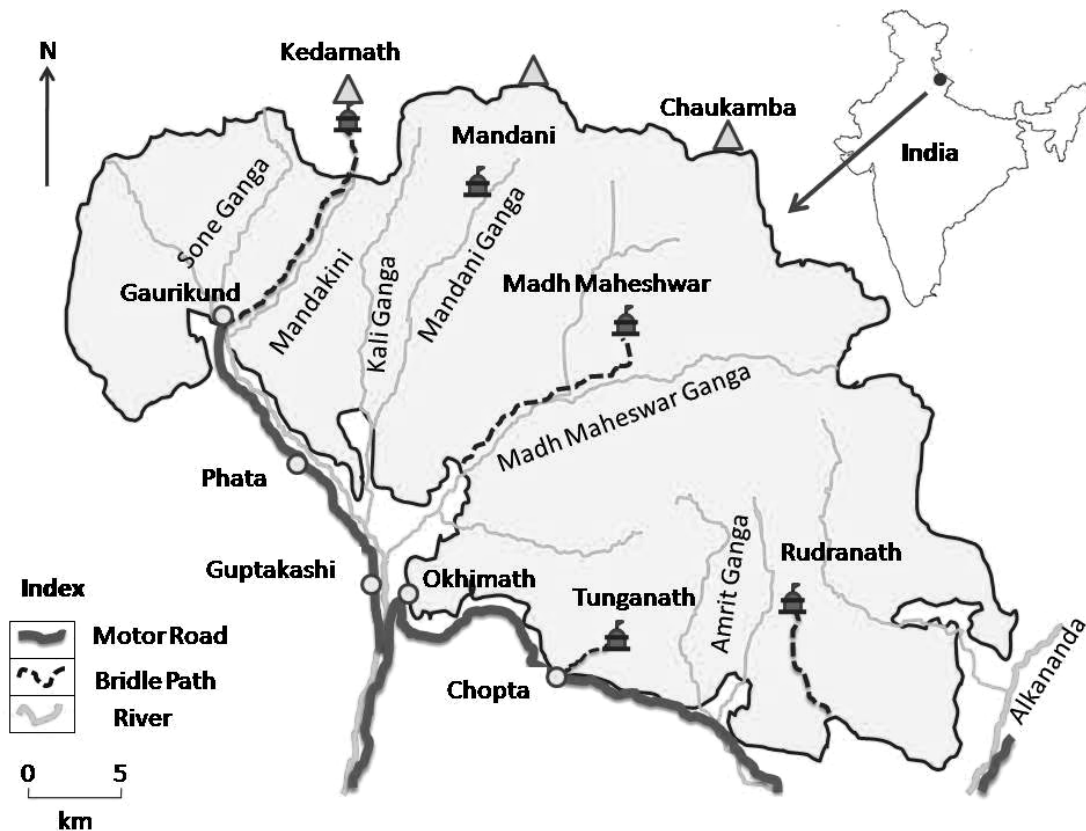 N
Kedarnath
Chaukamba
India
Mandani
Sone Ganga
Mandakini
Kali Ganga
Mandani Ganga
Madh Maheshwar
Gaurikund
Madh Maheswar Ganga
Phata
Guptakashi
Okhimath
Tunganath
Amrit Ganga
Rudranath
Chopta
Alkananda
Index
Motor Road
Bridle Path
River
0 5
km